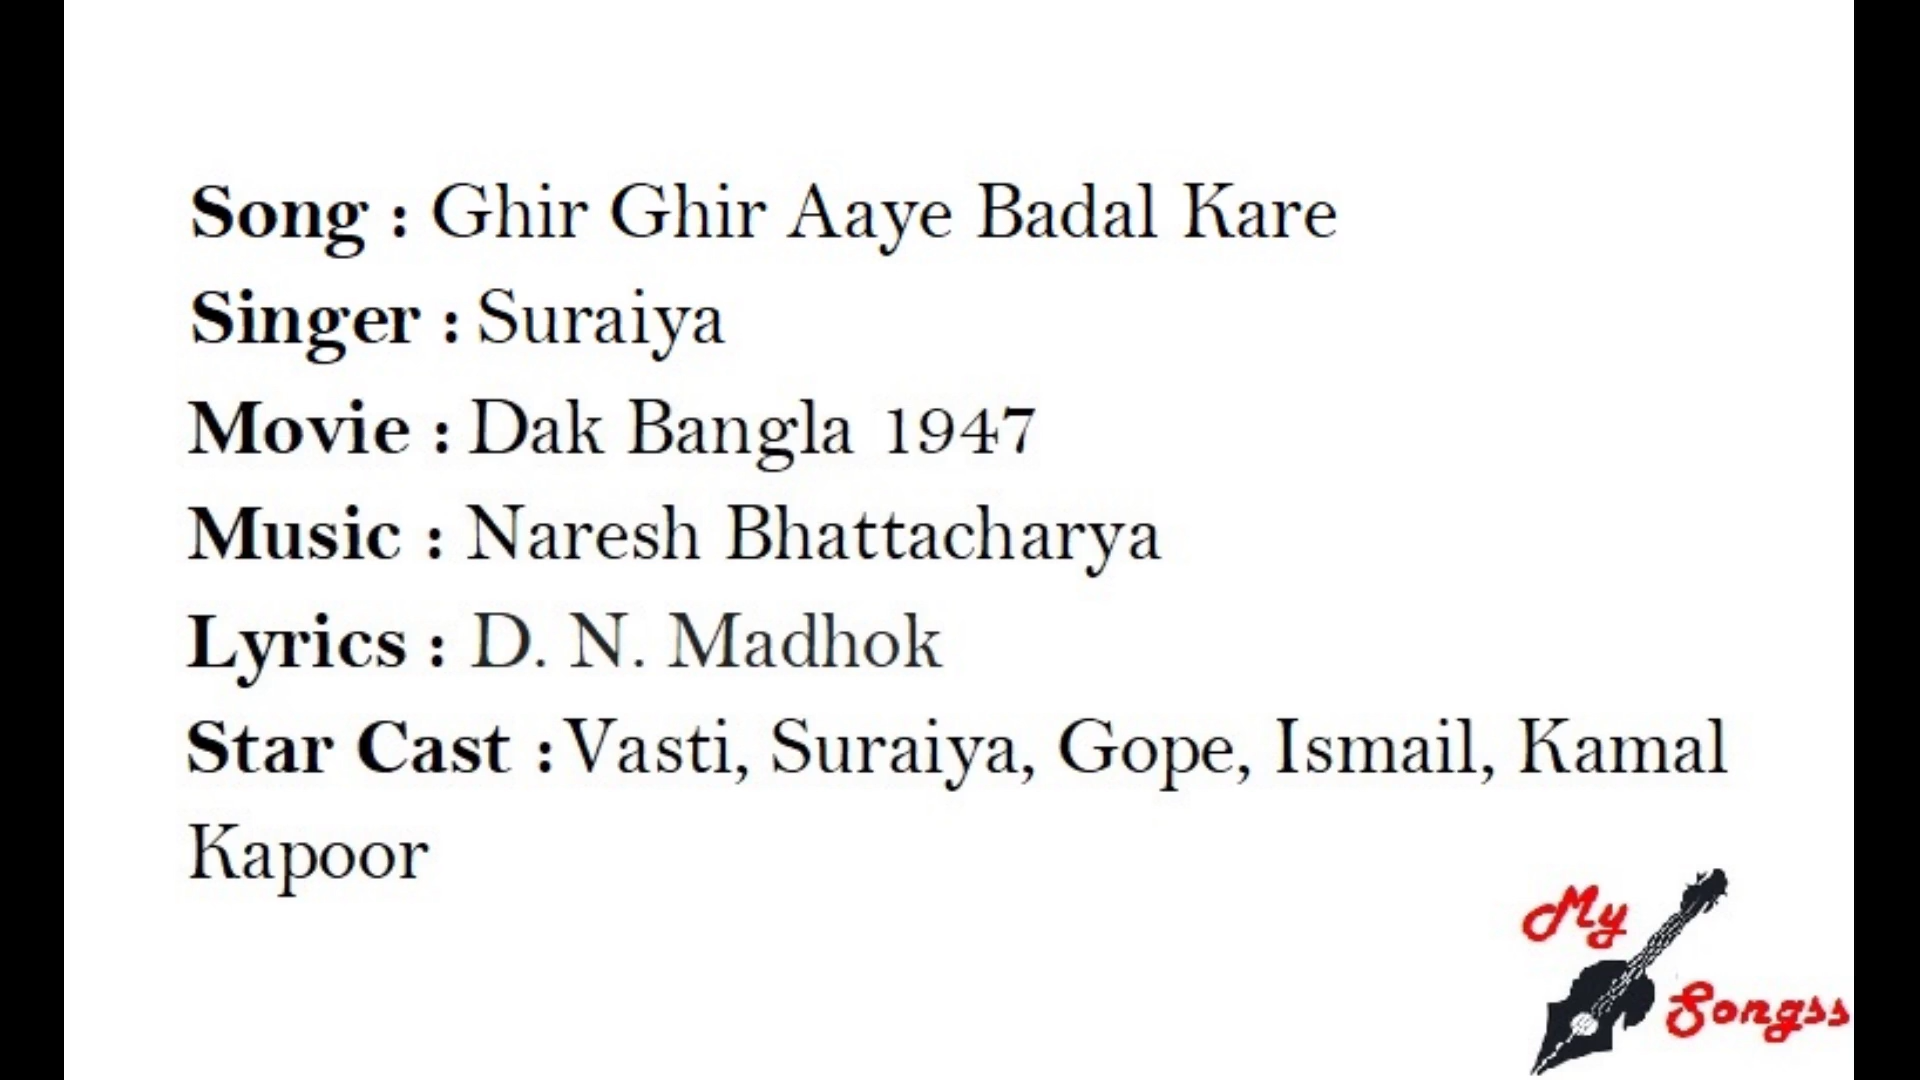 Song : Ghir Ghir Aaye Badal Kare
Singer : Suraiya
Movie : Dak Bangla 1947
Music : Naresh Bhattacharya
Lyrics : D. N. Madhok
Star Cast : Vasti, Suraiya, Gope, Ismail, Kamal
Kapoor
My
Songss